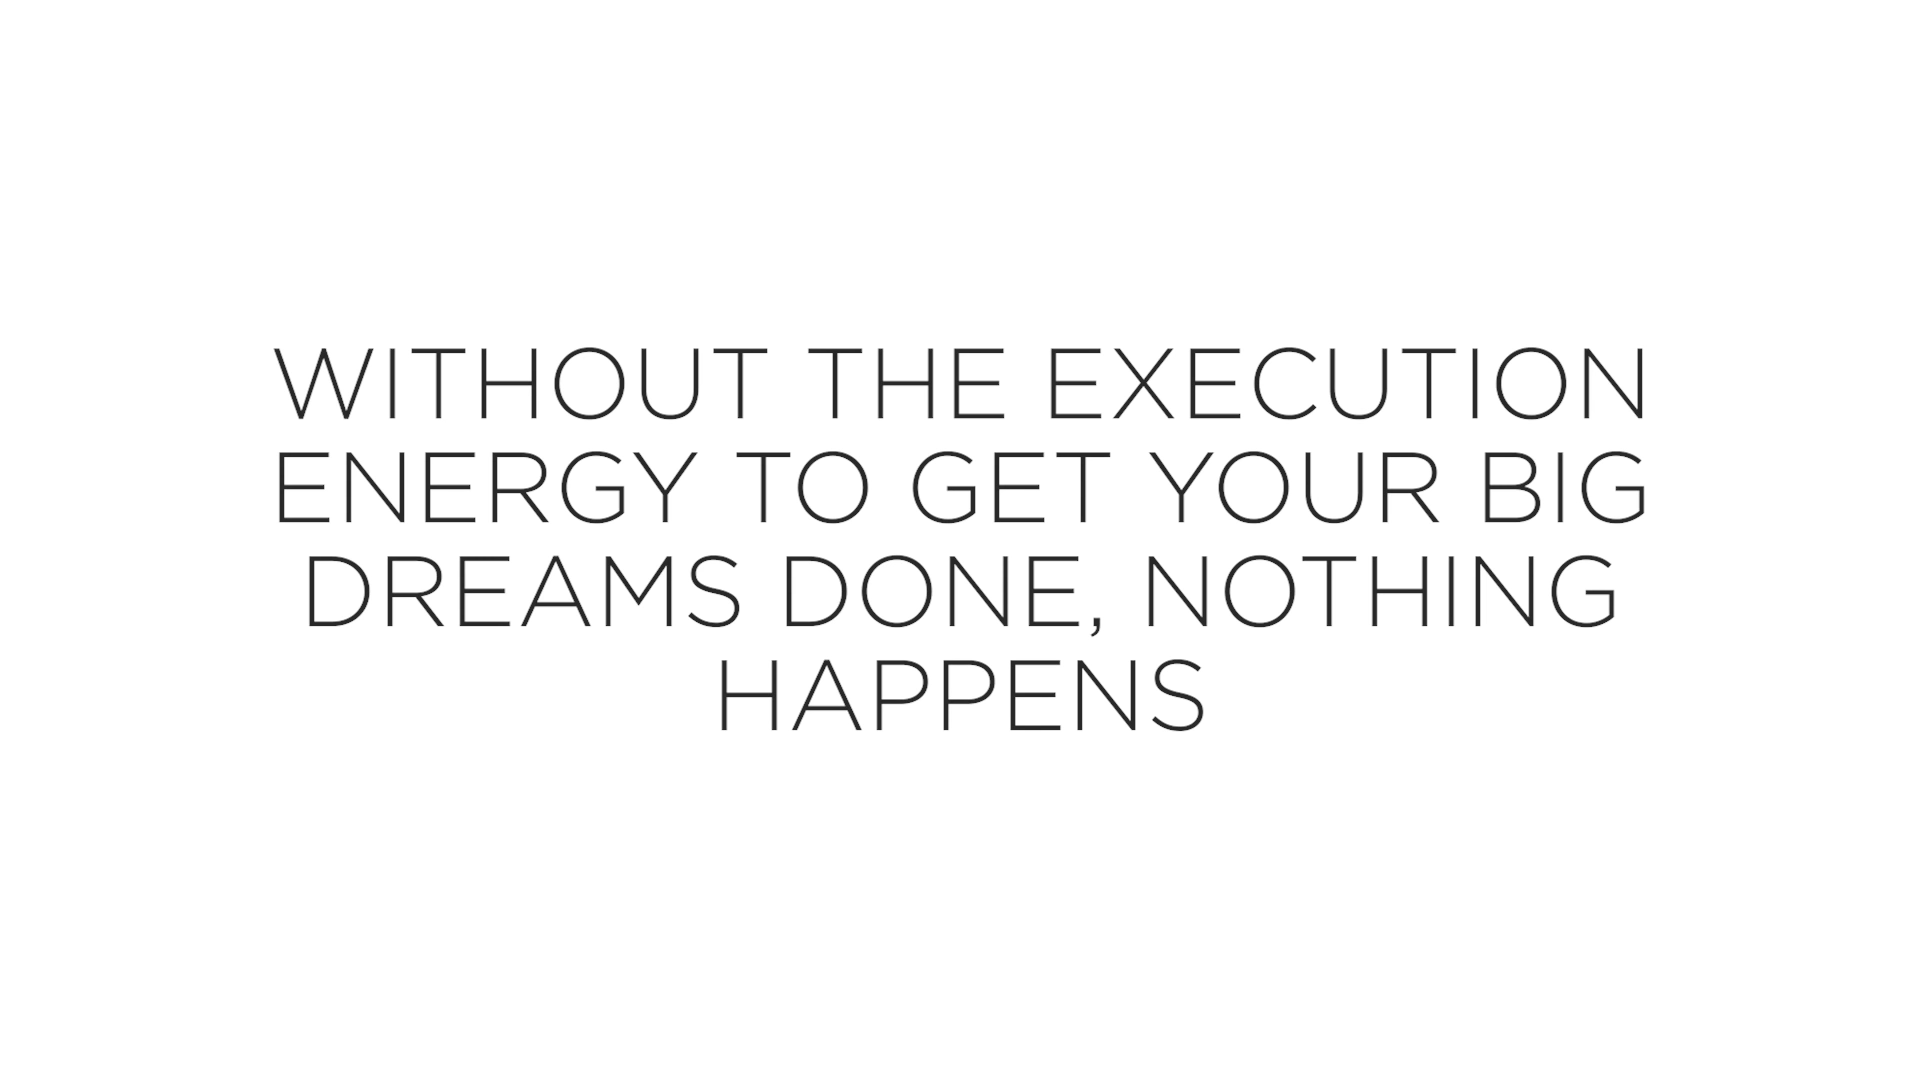 WITHOUT THE EXECUTION
ENERGY TO GET YOUR BIG
DREAMS DONE, NOTHING
HAPPENS